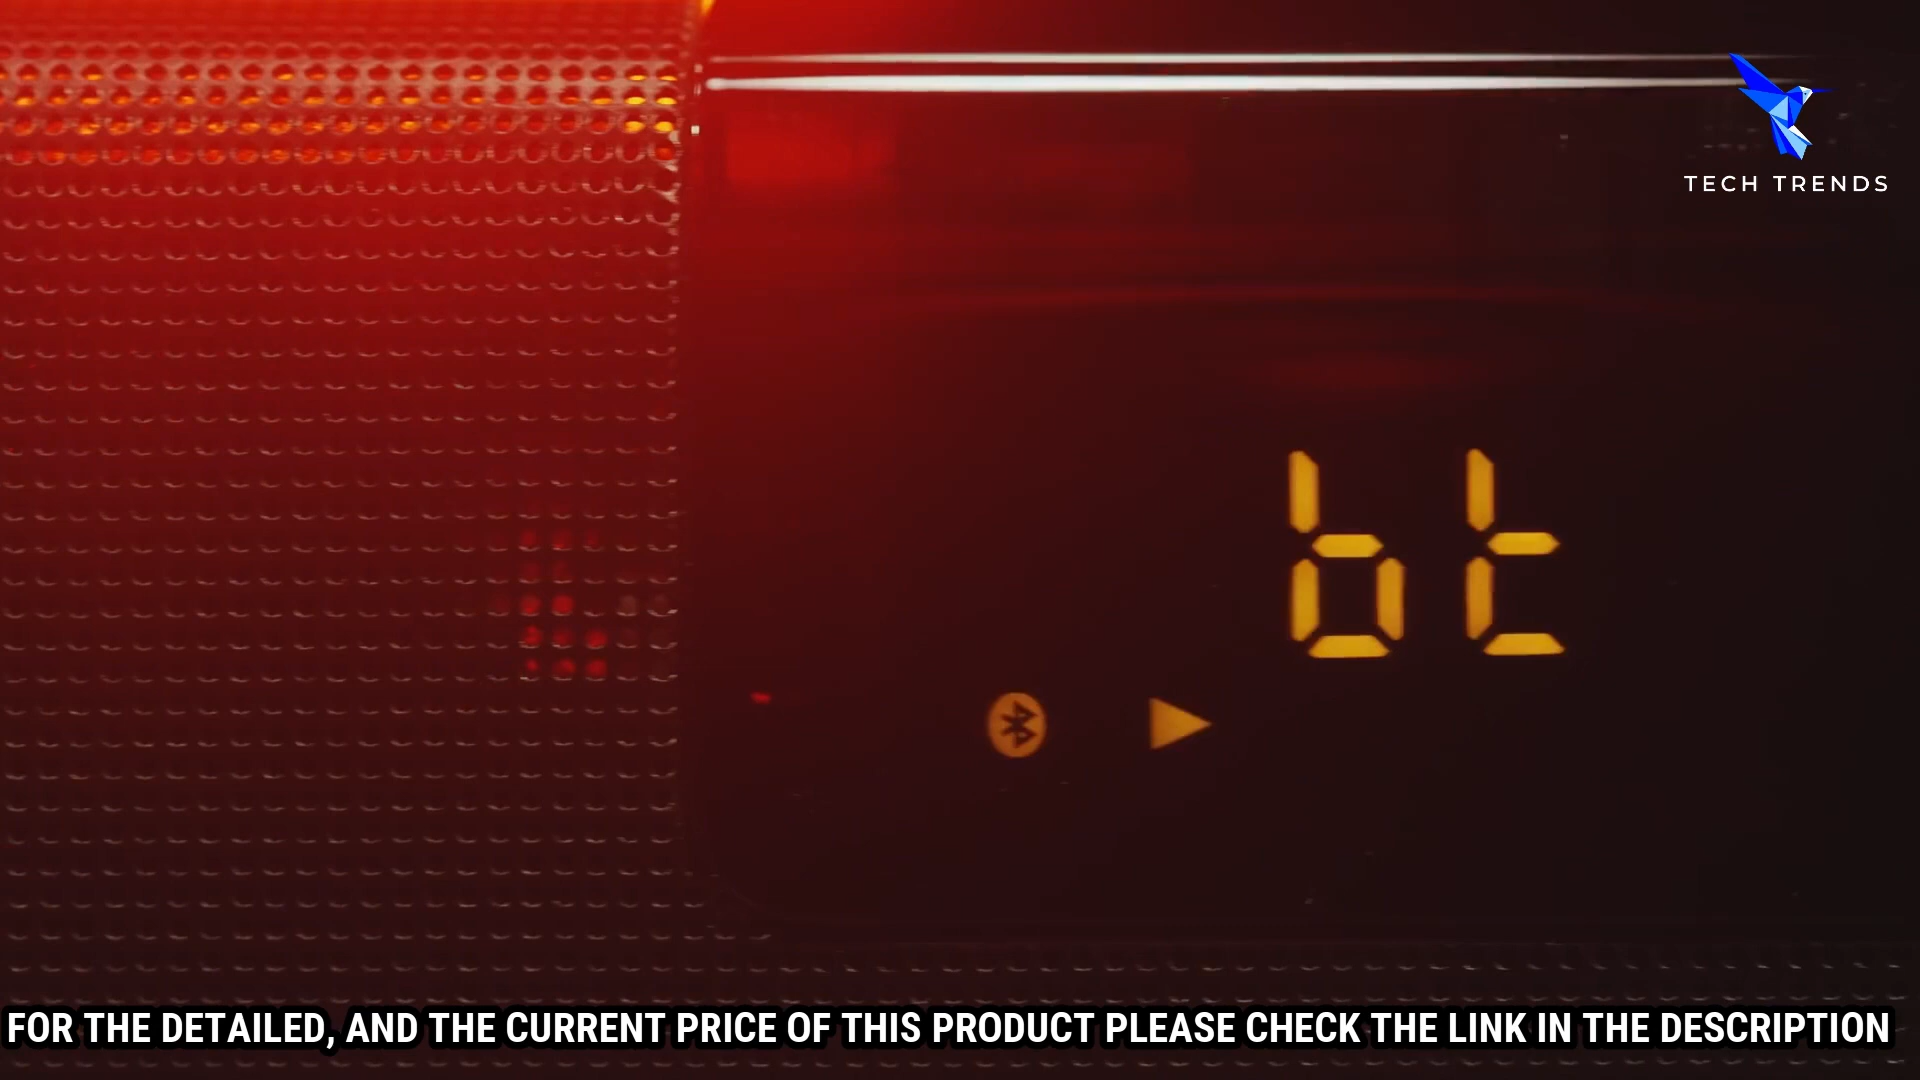 TECH TRENDS
bt
FOR THE DETAILED, AND THE CURRENT PRICE OF THIS PRODUCT PLEASE CHECK THE LINK IN THE DESCRIPTION